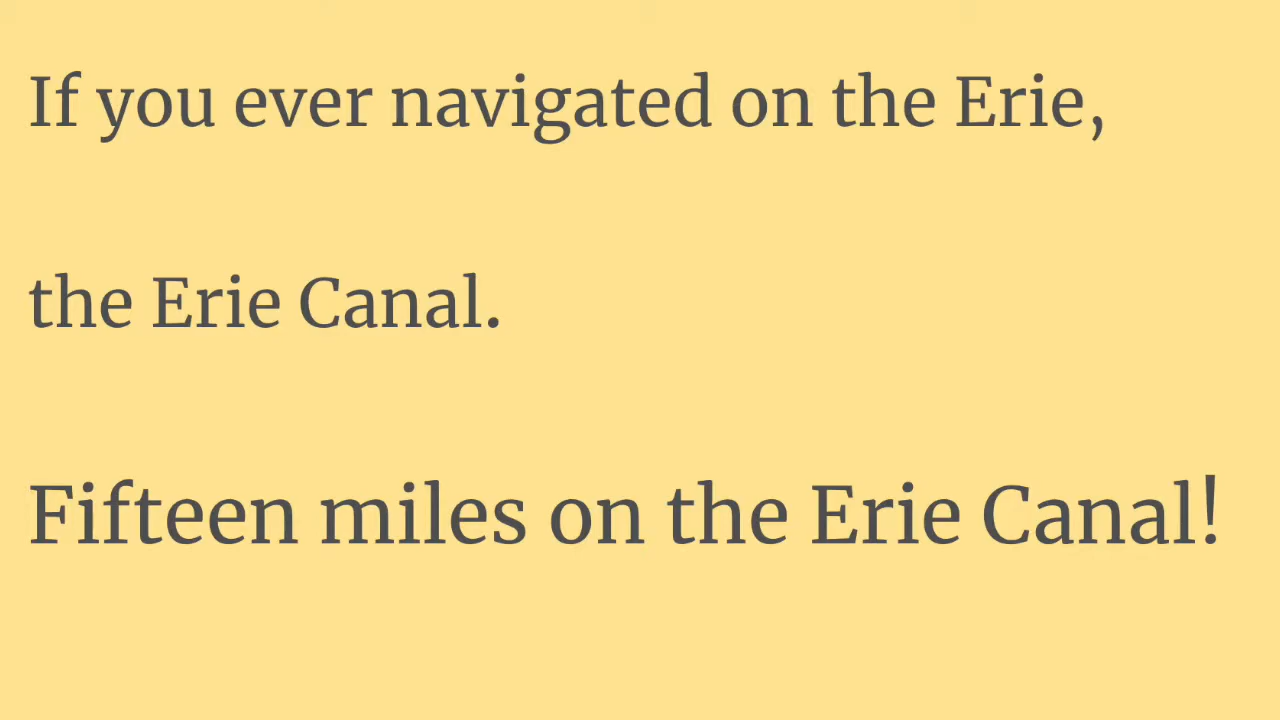 If you ever navigated on the Erie,
the Erie Canal.
Fifteen miles on the Erie Canal!